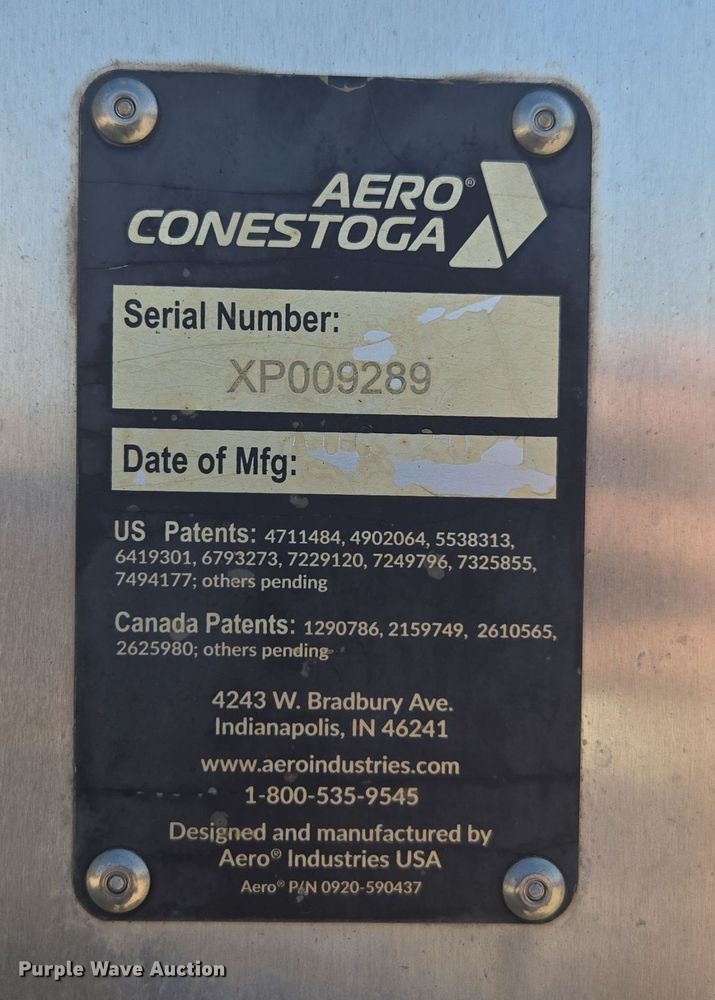 AERO®
CONESTOGA
Serial Number:
XP009289
Date of Mfg:
US Patents: 4711484, 4902064, 5538313,
6419301, 6793273, 7229120, 7249796, 7325855,
7494177; others pending
Canada Patents: 1290786, 2159749, 2610565,
2625980; others pending
4243 W. Bradbury Ave.
Indianapolis, IN 46241
www.aeroindustries.com
1-800-535-9545
Designed and manufactured by
Aero® Industries USA
Aero® P/N 0920-590437
Purple Wave Auction